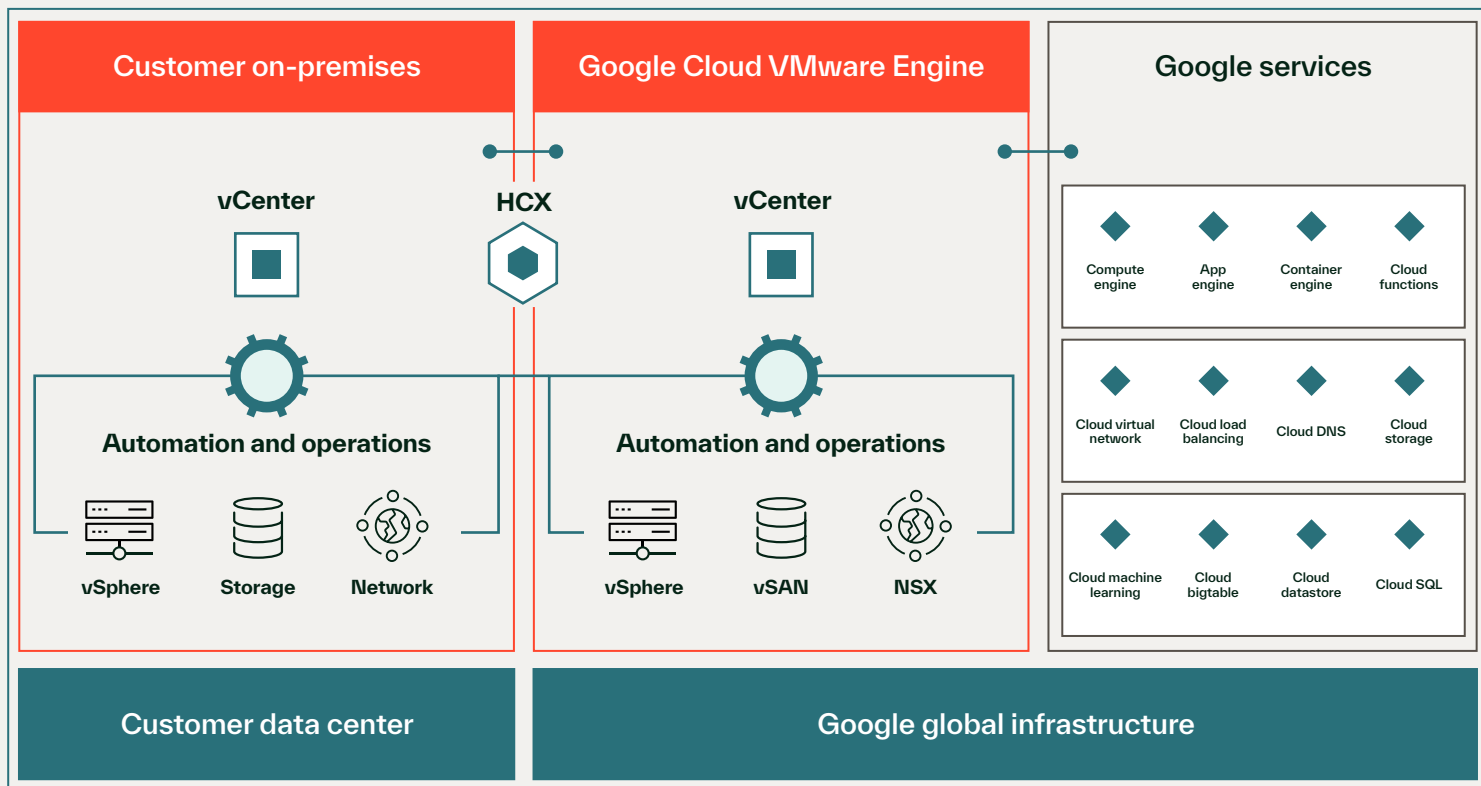 Customer on-premises
Google Cloud VMware Engine
Google services
vCenter
HCX
vCenter
Compute
engine
App
engine
Container
engine
Cloud
functions
Automation and operations
Automation and operations
Cloud virtual
network
Cloud load
balancing
Cloud DNS
Cloud
storage
vSphere
Storage
Network
vSphere
vSAN
NSX
Cloud machine
learning
Cloud
bigtable
Cloud
datastore
Cloud SQL
Customer data center
Google global infrastructure